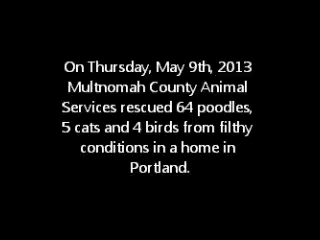 On Thursday, May 9th, 2013
Multnomah County Animal
Services rescued 64 poodles,
5 cats and 4 birds from filthy
conditions in a home in
Portland.